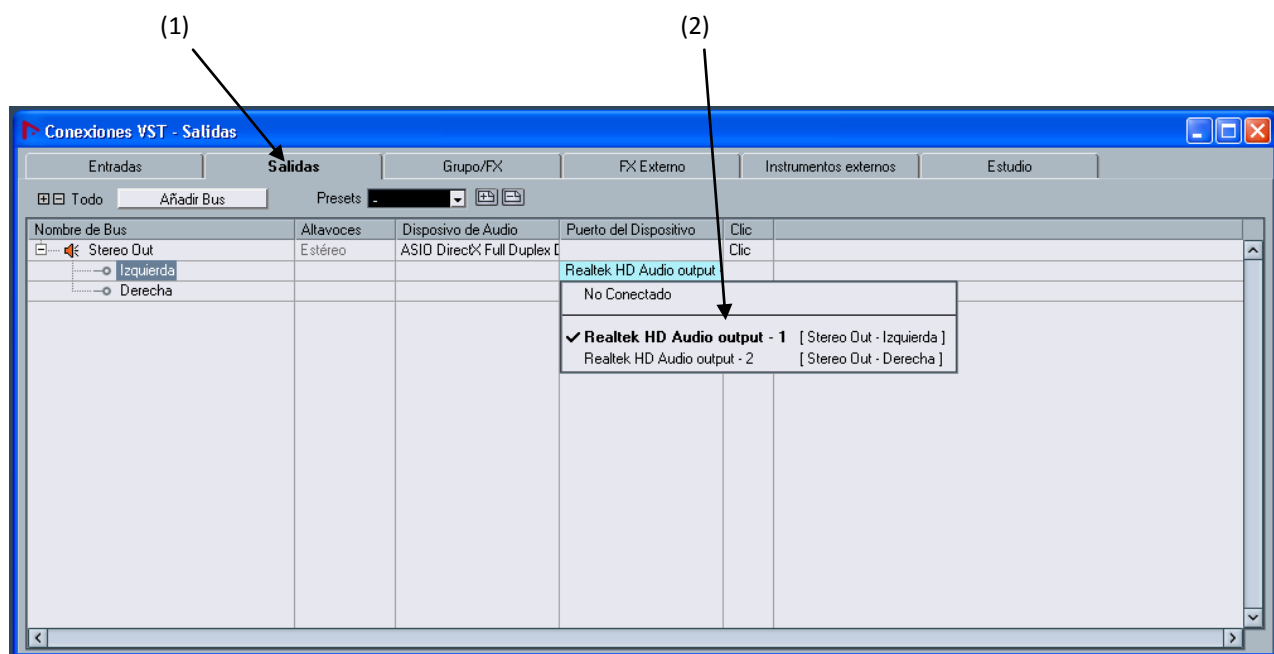 (1) (2)
Conexiones VST - Salidas
Entradas Salidas Grupo/FX FX Externo Instrumentos externos Estudio
Todo Añadir Bus Presets -
Nombre de Bus Altavoces Disposivo de Audio Puerto del Dispositivo Clic
Stereo Out Estéreo ASIO DirectX Full Duplex D Clic
Izquierda Realtek HD Audio output
Derecha
No Conectado
Realtek HD Audio output - 1 [ Stereo Out - Izquierda ]
Realtek HD Audio output - 2 [ Stereo Out - Derecha ]